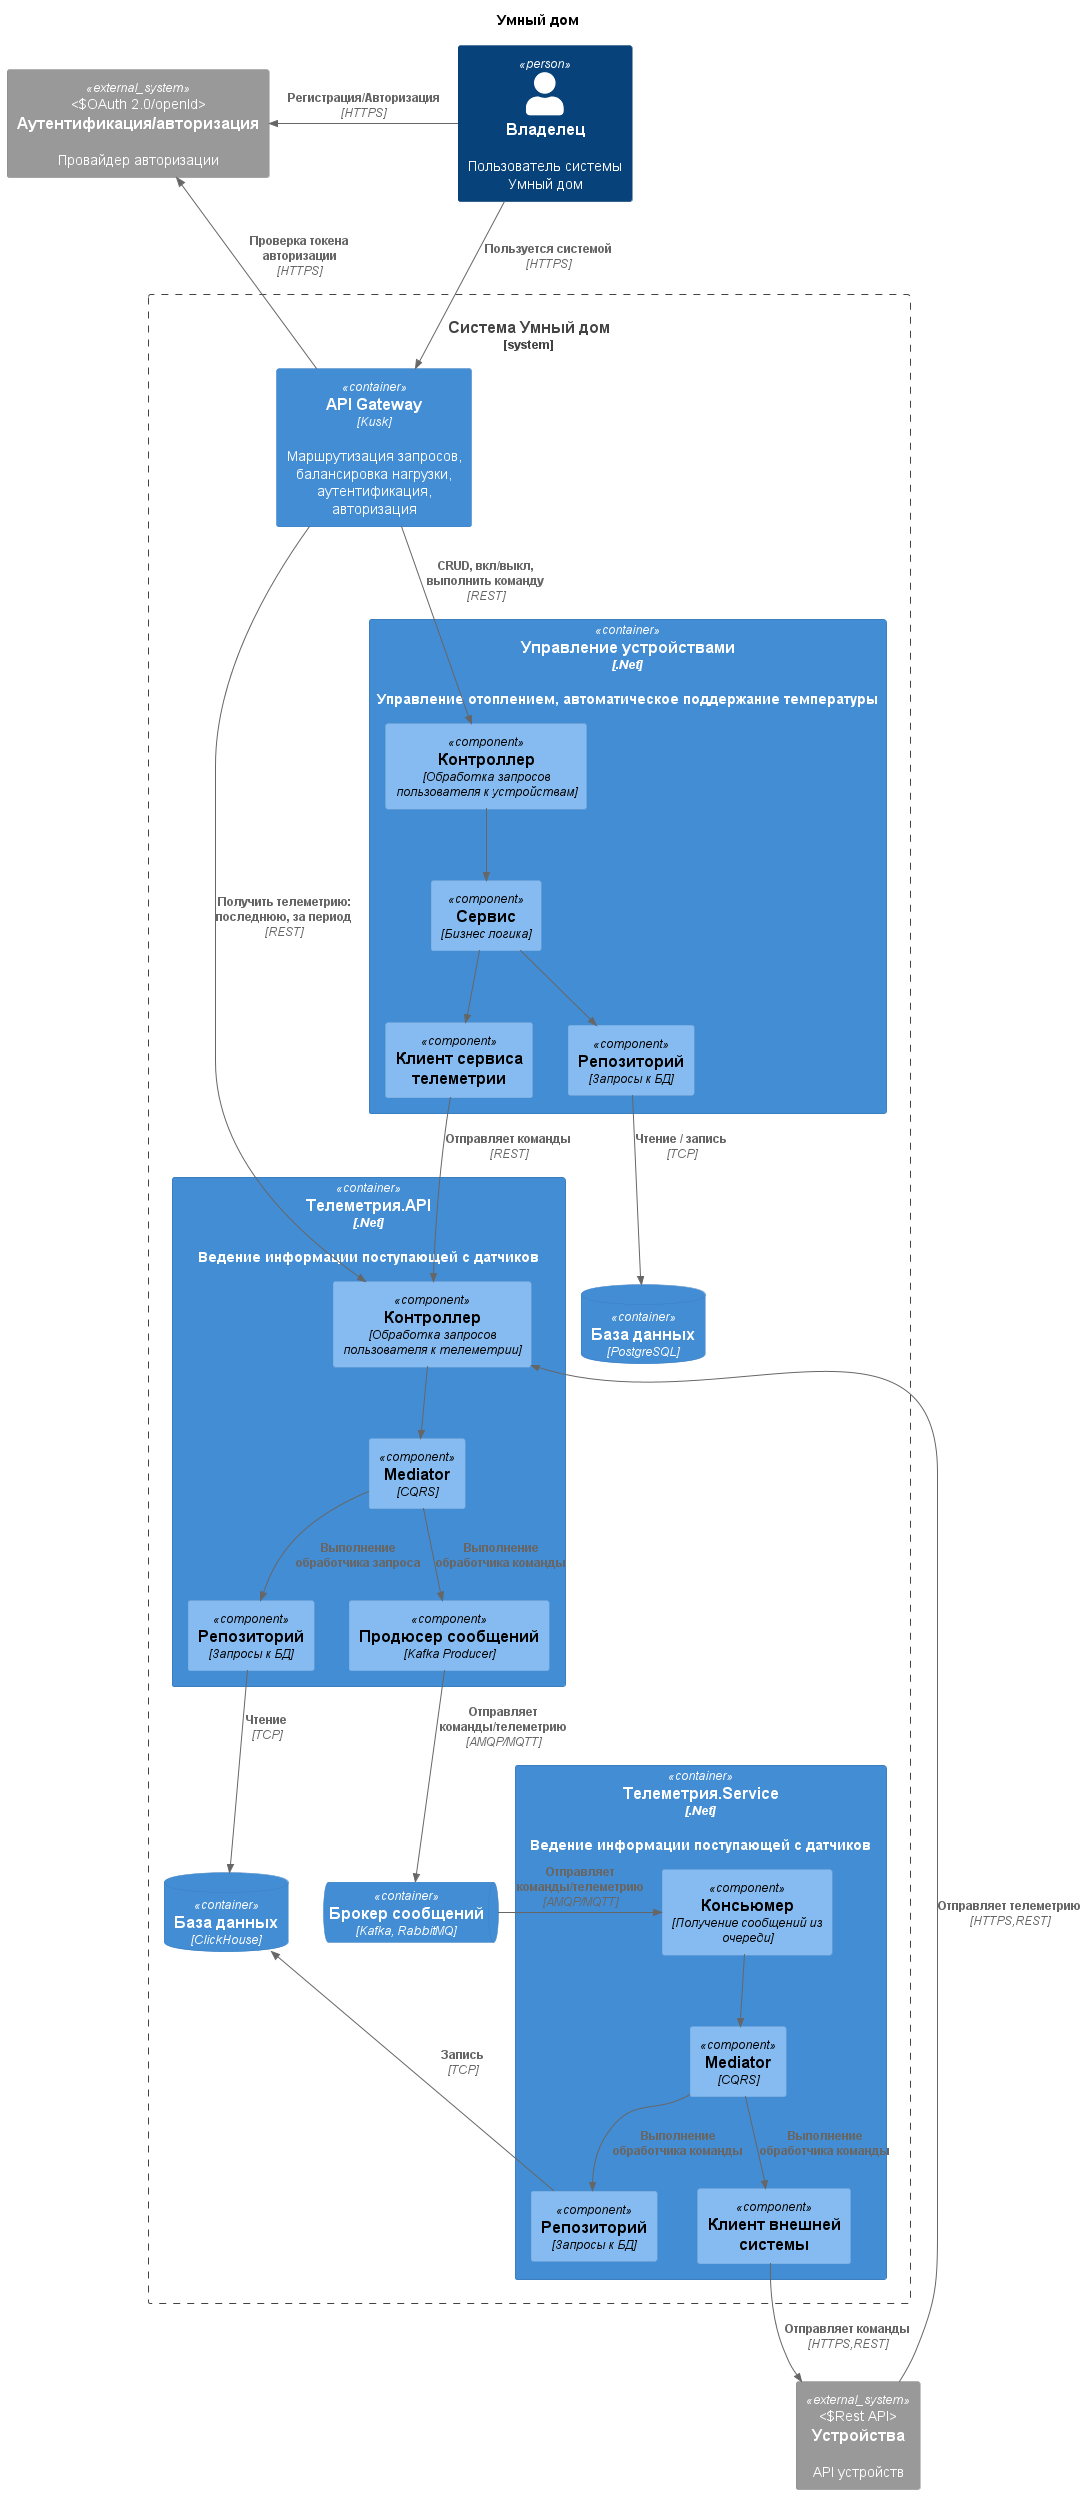 Умный дом
«person»
Владелец
Пользователь системы
Умный дом
«external_system»
<$OAuth 2.0/openId>
Аутентификация/авторизация
Провайдер авторизации
Регистрация/Авторизация
[HTTPS]
Проверка токена
авторизации
[HTTPS]
Пользуется системой
[HTTPS]
Система Умный дом
[system]
«container»
API Gateway
[Kusk]
Маршрутизация запросов,
балансировка нагрузки,
аутентификация,
авторизация
CRUD, вкл/выкл,
выполнить команду
[REST]
«container»
Управление устройствами
[.Net]
Управление отоплением, автоматическое поддержание температуры
«component»
Контроллер
[Обработка запросов
пользователя к устройствам]
«component»
Сервис
[Бизнес логика]
Получить телеметрию:
последнюю, за период
[REST]
«component»
Клиент сервиса
телеметрии
«component»
Репозиторий
[Запросы к БД]
Отправляет команды
[REST]
Чтение / запись
[TCP]
«container»
Телеметрия.API
[.Net]
Ведение информации поступающей с датчиков
«component»
Контроллер
[Обработка запросов
пользователя к телеметрии]
«container»
База данных
[PostgreSQL]
«component»
Mediator
[CQRS]
Выполнение
обработчика запроса
Выполнение
обработчика команды
«component»
Репозиторий
[Запросы к БД]
«component»
Продюсер сообщений
[Kafka Producer]
Чтение
[TCP]
Отправляет
команды/телеметрию
[AMQP/MQTT]
«container»
Телеметрия.Service
[.Net]
Ведение информации поступающей с датчиков
«container»
База данных
[ClickHouse]
«container»
Брокер сообщений
[Kafka, RabbitMQ]
Отправляет
команды/телеметрию
[AMQP/MQTT]
«component»
Консьюмер
[Получение сообщений из
очереди]
Отправляет телеметрию
[HTTPS,REST]
Запись
[TCP]
«component»
Mediator
[CQRS]
Выполнение
обработчика команды
Выполнение
обработчика команды
«component»
Репозиторий
[Запросы к БД]
«component»
Клиент внешней
системы
Отправляет команды
[HTTPS,REST]
«external_system»
<$Rest API>
Устройства
API устройств